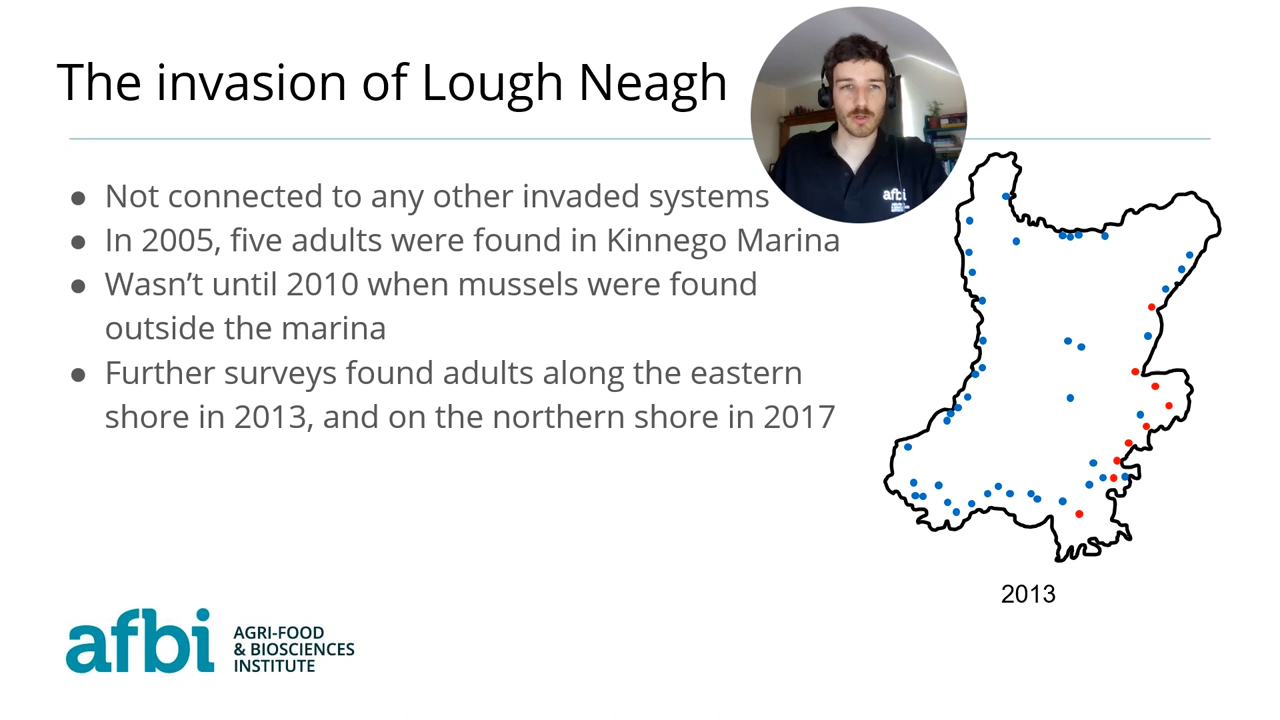 The invasion of Lough Neagh
afbi
● Not connected to any other invaded systems
● In 2005, five adults were found in Kinnego Marina
● Wasn’t until 2010 when mussels were found
outside the marina
● Further surveys found adults along the eastern
shore in 2013, and on the northern shore in 2017
2013
afbi
AGRI-FOOD
& BIOSCIENCES
INSTITUTE